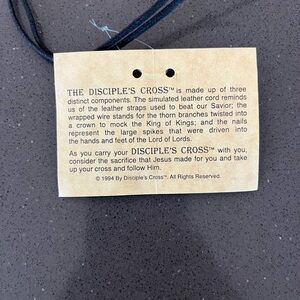 THE DISCIPLE'S CROSS™ is made up of three
distinct components. The simulated leather cord reminds
us of the leather straps used to beat our Savior; the
wrapped wire stands for the thorn branches twisted into
a crown to mock the King of Kings; and the nails
represent the large spikes that were driven into
the hands and feet of the Lord of Lords.
As you carry your DISCIPLE'S CROSS™ with you,
consider the sacrifice that Jesus made for you and take
up your cross and follow Him.
© 1994 By Disciple's Cross™. All Rights Reserved.